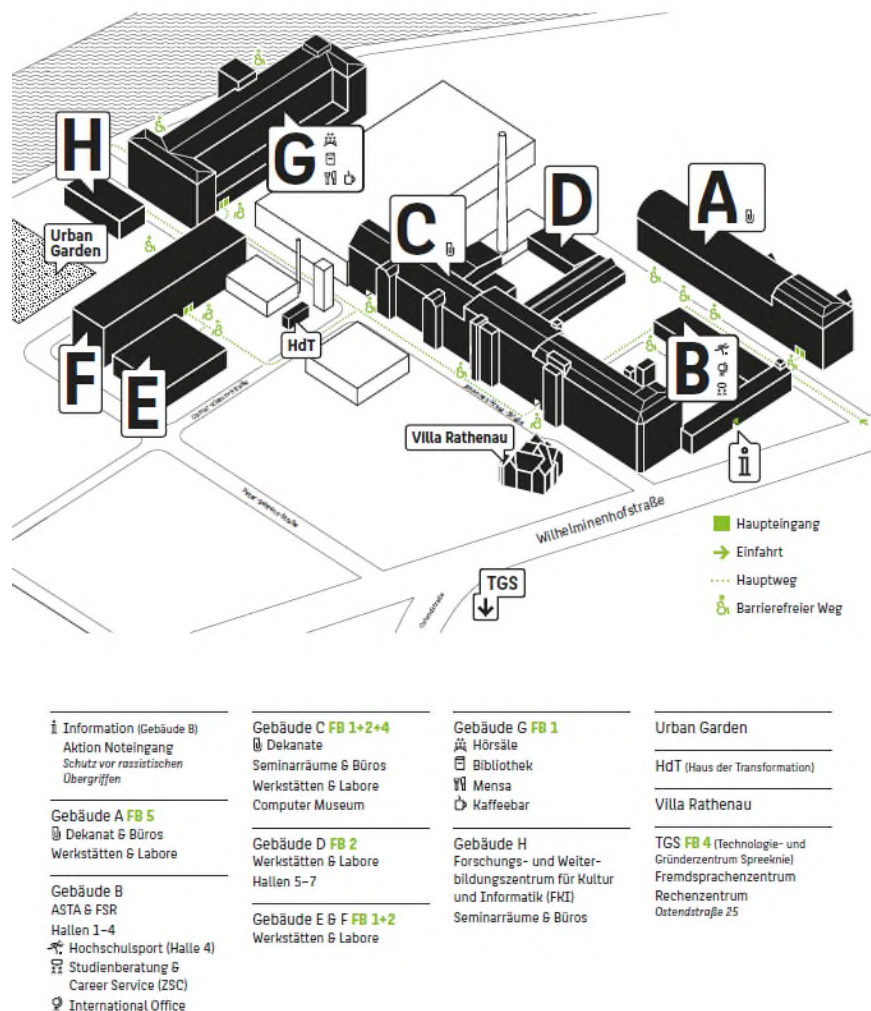 H
Urban
Garden
G
C
D
A
F
E
HdT
B
Villa Rathenau
i
Wilhelminenhofstraße
TGS
Ostendstraße
Haupteingang
Einfahrt
Hauptweg
Barrierefreier Weg
i Information (Gebäude B)
Aktion Noteingang
Schutz vor rassistischen
Übergriffen
Gebäude A FB 5
Dekanat & Büros
Werkstätten & Labore
Gebäude B
ASTA & FSR
Hallen 1–4
Hochschulsport (Halle 4)
Studienberatung &
Career Service (ZSC)
International Office
Gebäude C FB 1+2+4
Dekanate
Seminarräume & Büros
Werkstätten & Labore
Computer Museum
Gebäude D FB 2
Werkstätten & Labore
Hallen 5–7
Gebäude E & F FB 1+2
Werkstätten & Labore
Gebäude G FB 1
Hörsäle
Bibliothek
Mensa
Kaffeebar
Gebäude H
Forschungs- und Weiter-
bildungszentrum für Kultur
und Informatik (FKI)
Seminarräume & Büros
Urban Garden
HdT (Haus der Transformation)
Villa Rathenau
TGS FB 4 (Technologie- und
Gründerzentrum Spreeknie)
Fremdsprachenzentrum
Rechenzentrum
Ostendstraße 25